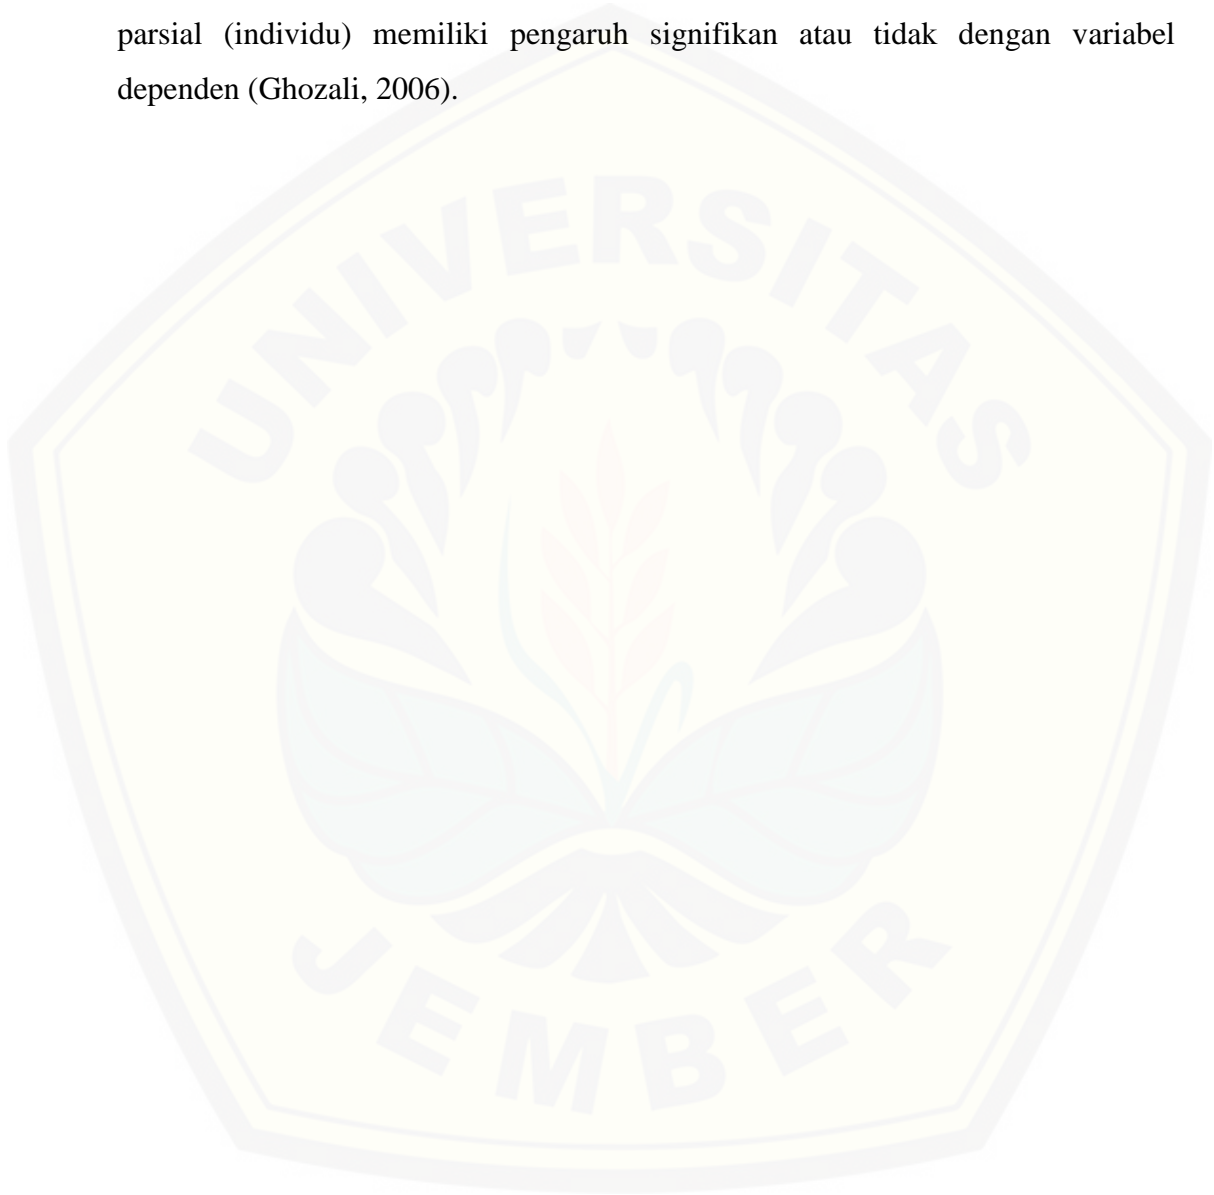 parsial (individu) memiliki pengaruh signifikan atau tidak dengan variabel
dependen (Ghozali, 2006).
UNIVERSITAS
JEMBER